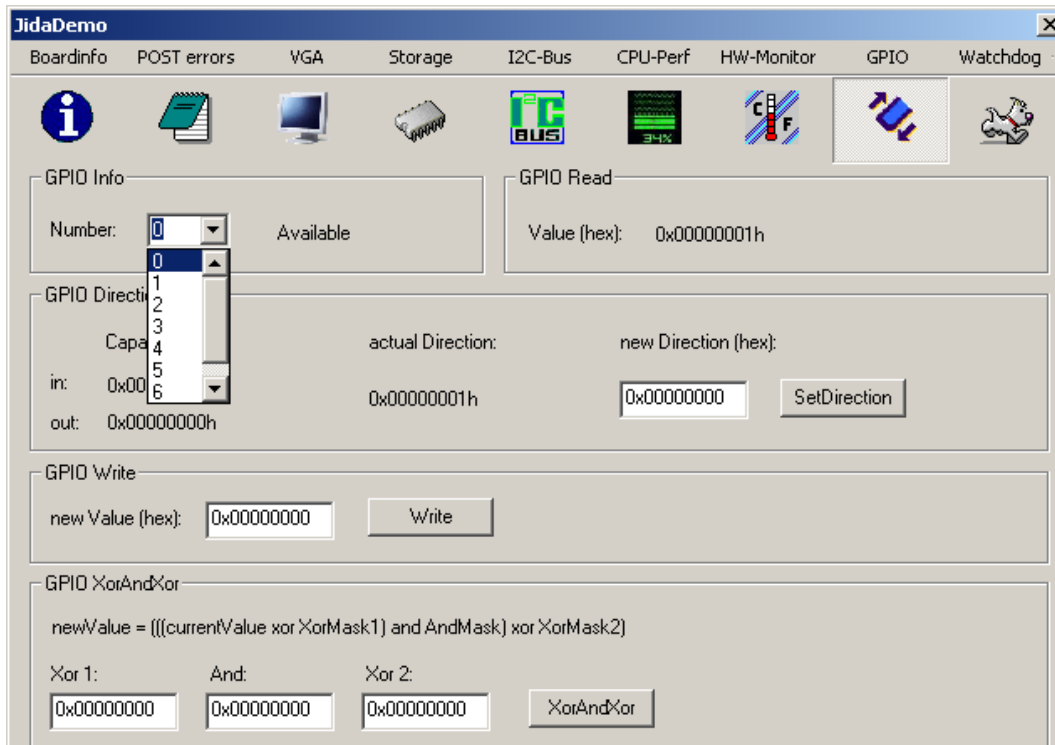 JidaDemo
Boardinfo POST errors VGA Storage I2C-Bus CPU-Perf HW-Monitor GPIO Watchdog
I2C BUS 34% C F
GPIO Info GPIO Read
Number: 0 Available Value (hex): 0x00000001h
0
1
2
3
4
5
6
GPIO Directi
Capa actual Direction: new Direction (hex):
in: 0x00 0x00000001h 0x00000000 SetDirection
out: 0x00000000h
GPIO Write
new Value (hex): 0x00000000 Write
GPIO XorAndXor
newValue = (((currentValue xor XorMask1) and AndMask) xor XorMask2)
Xor 1: And: Xor 2:
0x00000000 0x00000000 0x00000000 XorAndXor